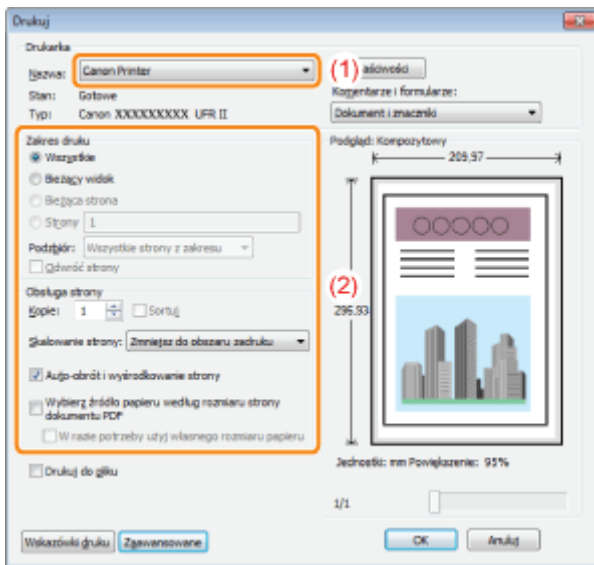 Drukuj
Drukarka
Nazwa: Canon Printer
(1)
aściwości
Stan: Gotowe
Komentarze i formularze:
Typ: Canon XXXXXXXXX UFR II
Dokument i znaczniki
Zakres druku
Wszystkie
Bieżący widok
Bieżąca strona
Strony 1
Podzbiór: Wszystkie strony z zakresu
Odwróć strony
Obsługa strony
Kopie: 1 Sortuj
Skalowanie strony: Zmniejsz do obszaru zadruku
Auto-obrót i wyśrodkowanie strony
Wybierz źródło papieru według rozmiaru strony
dokumentu PDF
W razie potrzeby użyj własnego rozmiaru papieru
Drukuj do pliku
Wskazówki druku
Zaawansowane
Podgląd: Kompozytowy
209,97
OOOOO
(2)
296,93
Jednostki: mm Powiększenie: 95%
1/1
OK
Anuluj